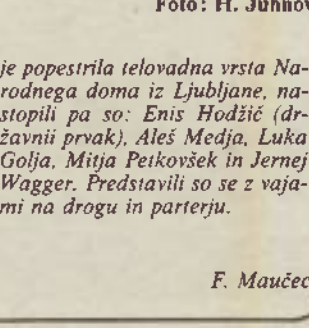 Foto: H. Juhnov
je popestrila telovadna vrsta Na-
rodnega doma iz Ljubljane, na-
stopili pa so: Enis Hodžić (dr-
žavnii prvak), Aleš Medja, Luka
Golja, Mitja Petkovšek in Jernej
Wagger. Predstavili so se z vaja-
mi na drogu in parterju.
F. Maučec